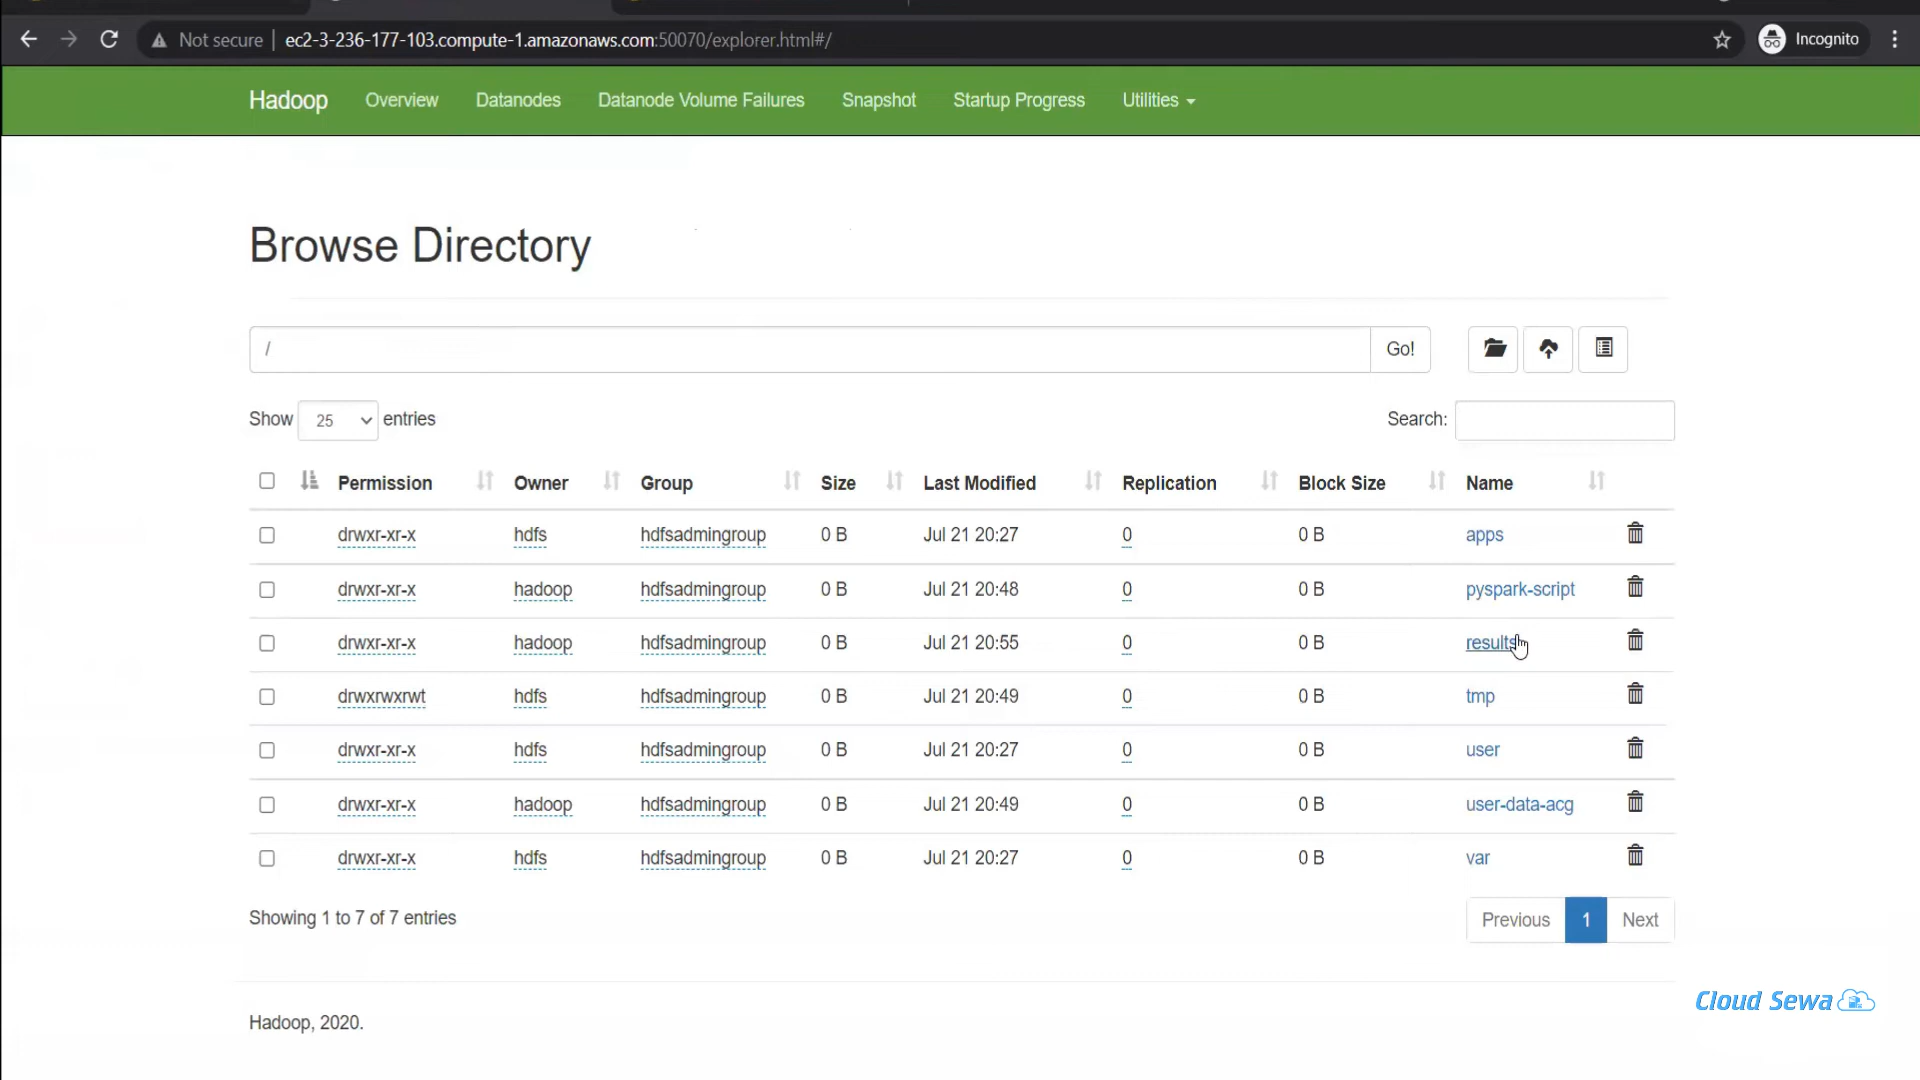 Not secure ec2-3-236-177-103.compute-1.amazonaws.com:50070/explorer.html#/ Incognito
Hadoop Overview Datanodes Datanode Volume Failures Snapshot Startup Progress Utilities
Browse Directory
/ Go!
Show 25 entries Search:
Permission Owner Group Size Last Modified Replication Block Size Name
drwxr-xr-x hdfs hdfsadmingroup 0 B Jul 21 20:27 0 0 B apps
drwxr-xr-x hadoop hdfsadmingroup 0 B Jul 21 20:48 0 0 B pyspark-script
drwxr-xr-x hadoop hdfsadmingroup 0 B Jul 21 20:55 0 0 B results
drwxrwxrwt hdfs hdfsadmingroup 0 B Jul 21 20:49 0 0 B tmp
drwxr-xr-x hdfs hdfsadmingroup 0 B Jul 21 20:27 0 0 B user
drwxr-xr-x hadoop hdfsadmingroup 0 B Jul 21 20:49 0 0 B user-data-acg
drwxr-xr-x hdfs hdfsadmingroup 0 B Jul 21 20:27 0 0 B var
Showing 1 to 7 of 7 entries Previous 1 Next
Cloud Sewa
Hadoop, 2020.